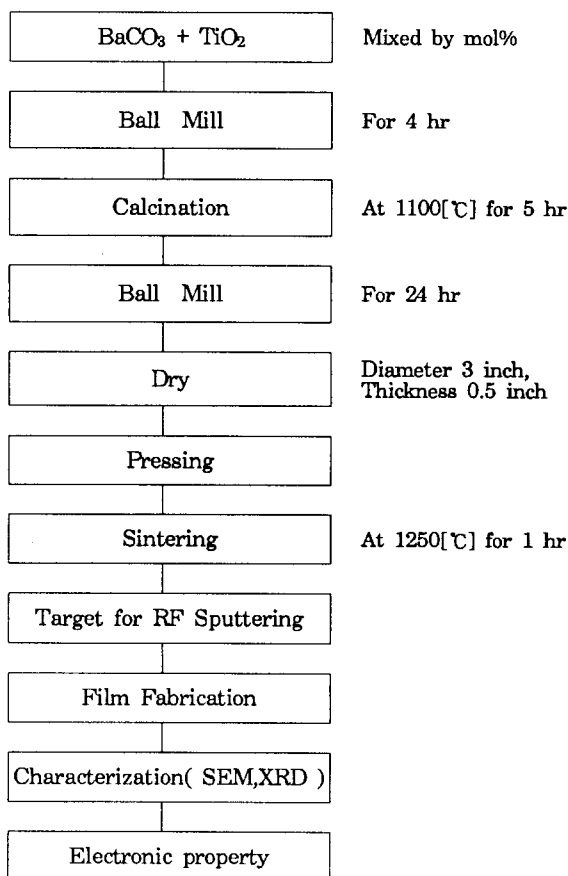 BaCO₃ + TiO₂ Mixed by mol%
Ball Mill For 4 hr
Calcination At 1100[℃] for 5 hr
Ball Mill For 24 hr
Dry Diameter 3 inch,
Thickness 0.5 inch
Pressing
Sintering At 1250[℃] for 1 hr
Target for RF Sputtering
Film Fabrication
Characterization( SEM,XRD )
Electronic property